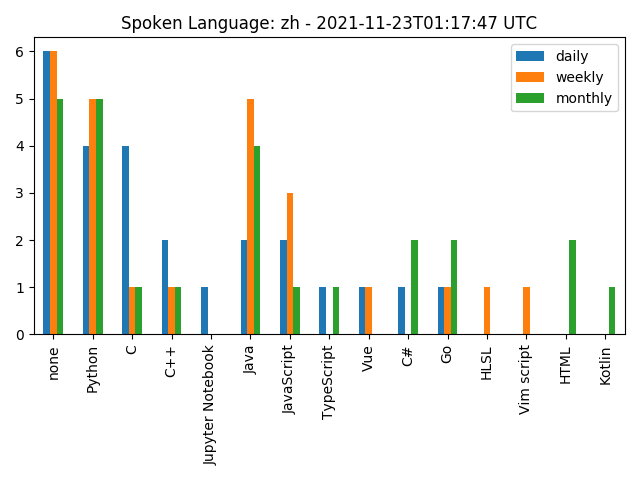 Spoken Language: zh - 2021-11-23T01:17:47 UTC
daily
weekly
monthly
6
5
4
3
2
1
0
none
Python
C
C++
Jupyter Notebook
Java
JavaScript
TypeScript
Vue
C#
Go
HLSL
Vim script
HTML
Kotlin